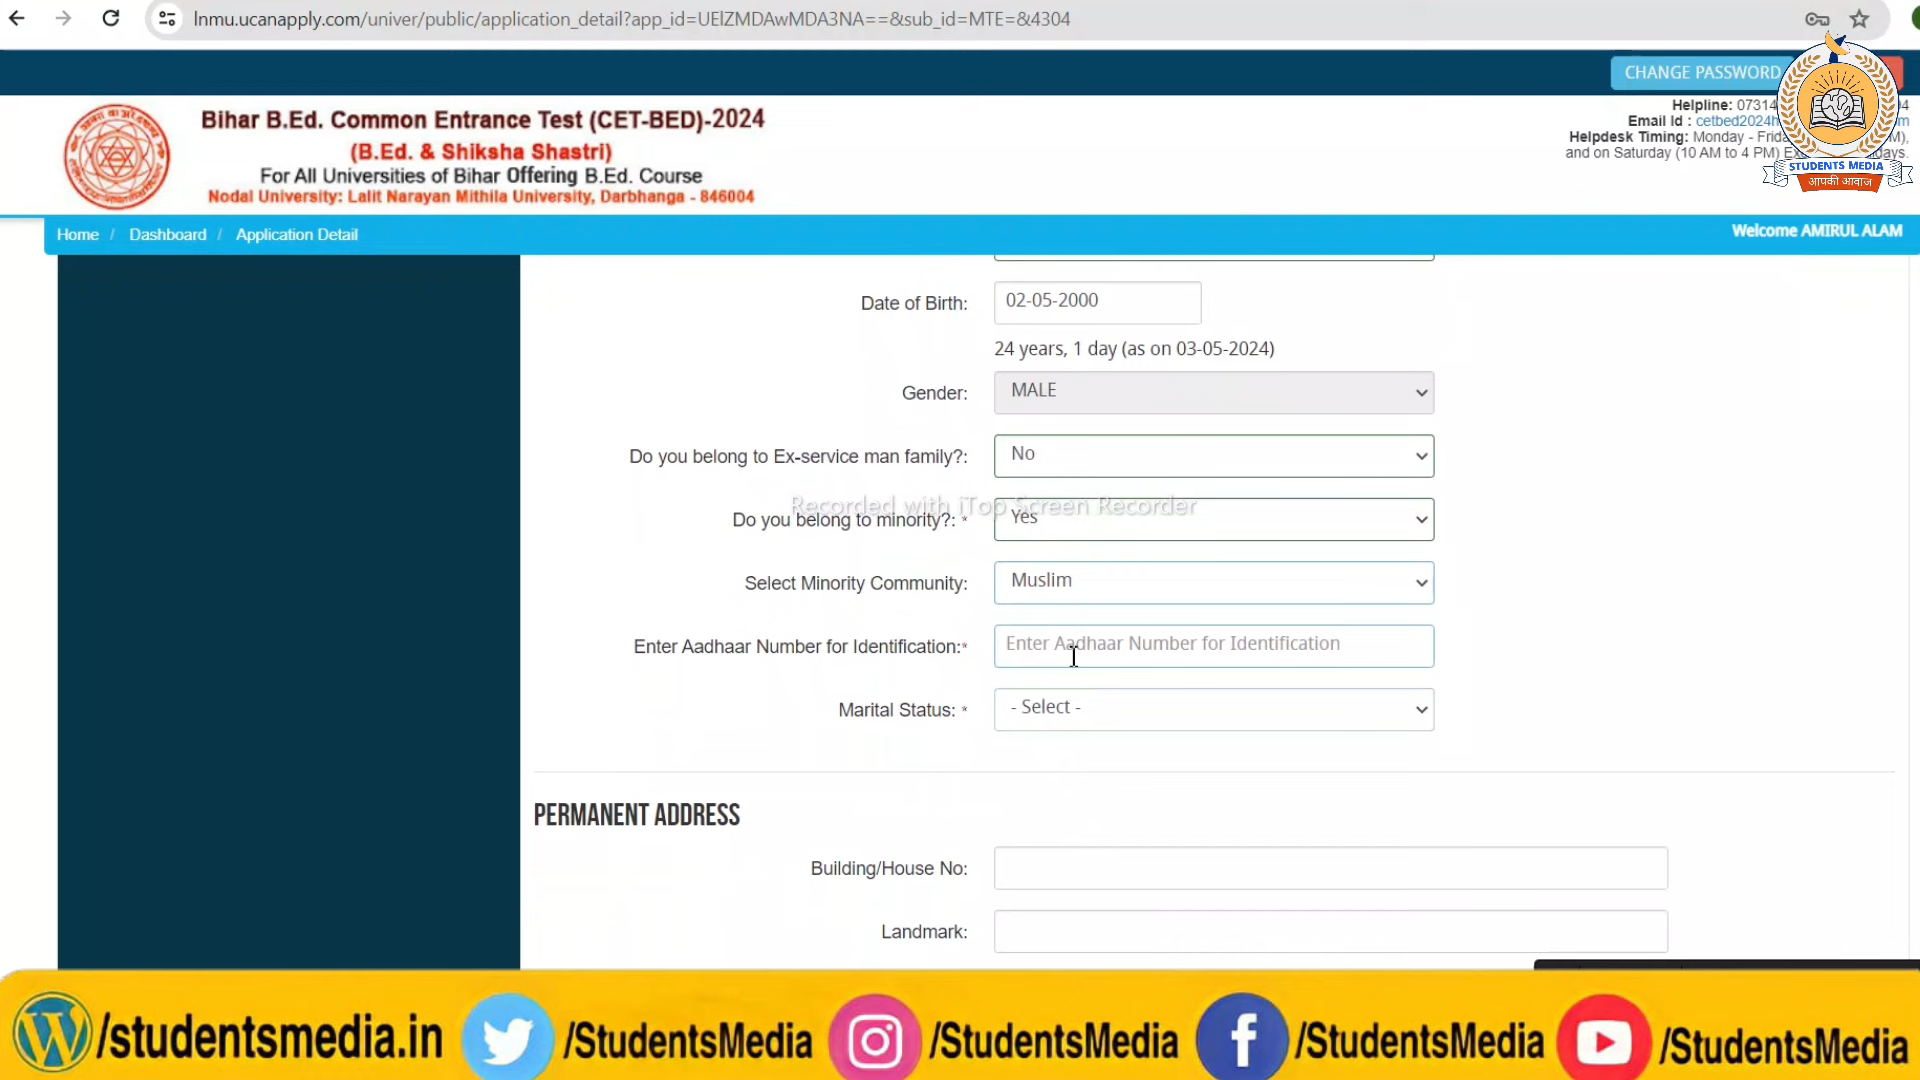 lnmu.ucanapply.com/univer/public/application_detail?app_id=UElZMDAwMDA3NA==&sub_id=MTE=&4304
CHANGE PASSWORD
Bihar B.Ed. Common Entrance Test (CET-BED)-2024
(B.Ed. & Shiksha Shastri)
For All Universities of Bihar Offering B.Ed. Course
Nodal University: Lalit Narayan Mithila University, Darbhanga - 846004
Helpline: 07314
Email Id : cetbed2024
Helpdesk Timing: Monday -
and on Saturday (10 AM to 4 PM)
STUDENTS MEDIA
आपकी आवाज
Home / Dashboard / Application Detail
Welcome AMIRUL ALAM
Date of Birth: 02-05-2000
24 years, 1 day (as on 03-05-2024)
Gender: MALE
Do you belong to Ex-service man family?: No
Recorded with iTop Screen Recorder
Do you belong to minority?: * Yes
Select Minority Community: Muslim
Enter Aadhaar Number for Identification:* Enter Aadhaar Number for Identification
Marital Status: * - Select -
PERMANENT ADDRESS
Building/House No:
Landmark:
/studentsmedia.in /StudentsMedia /StudentsMedia /StudentsMedia /StudentsMedia